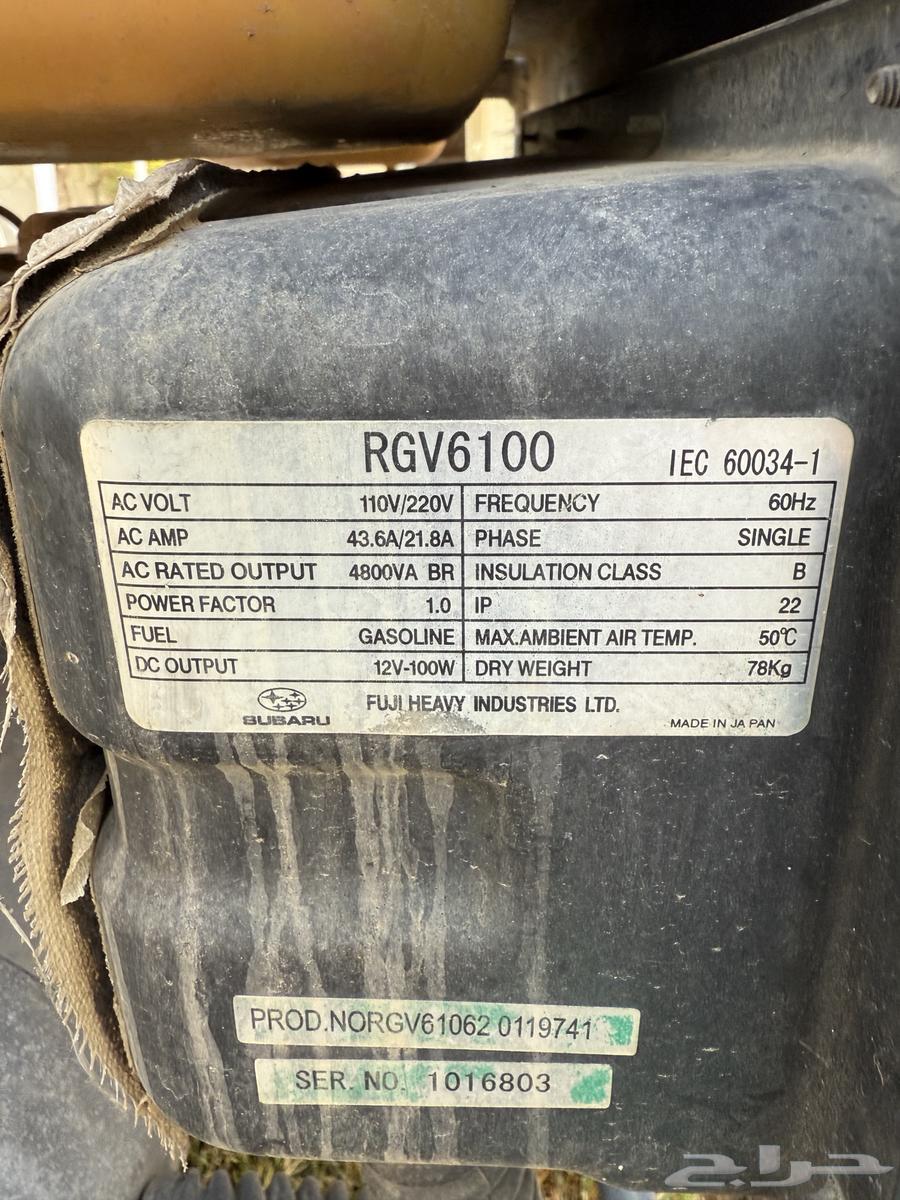 RGV6100 IEC 60034-1
AC VOLT 110V/220V FREQUENCY 60Hz
AC AMP 43.6A/21.8A PHASE SINGLE
AC RATED OUTPUT 4800VA BR INSULATION CLASS B
POWER FACTOR 1.0 IP 22
FUEL GASOLINE MAX.AMBIENT AIR TEMP. 50℃
DC OUTPUT 12V-100W DRY WEIGHT 78Kg
SUBARU FUJI HEAVY INDUSTRIES LTD.
MADE IN JAPAN
PROD.NORGV61062 0119741
SER. NO. 1016803
حراج